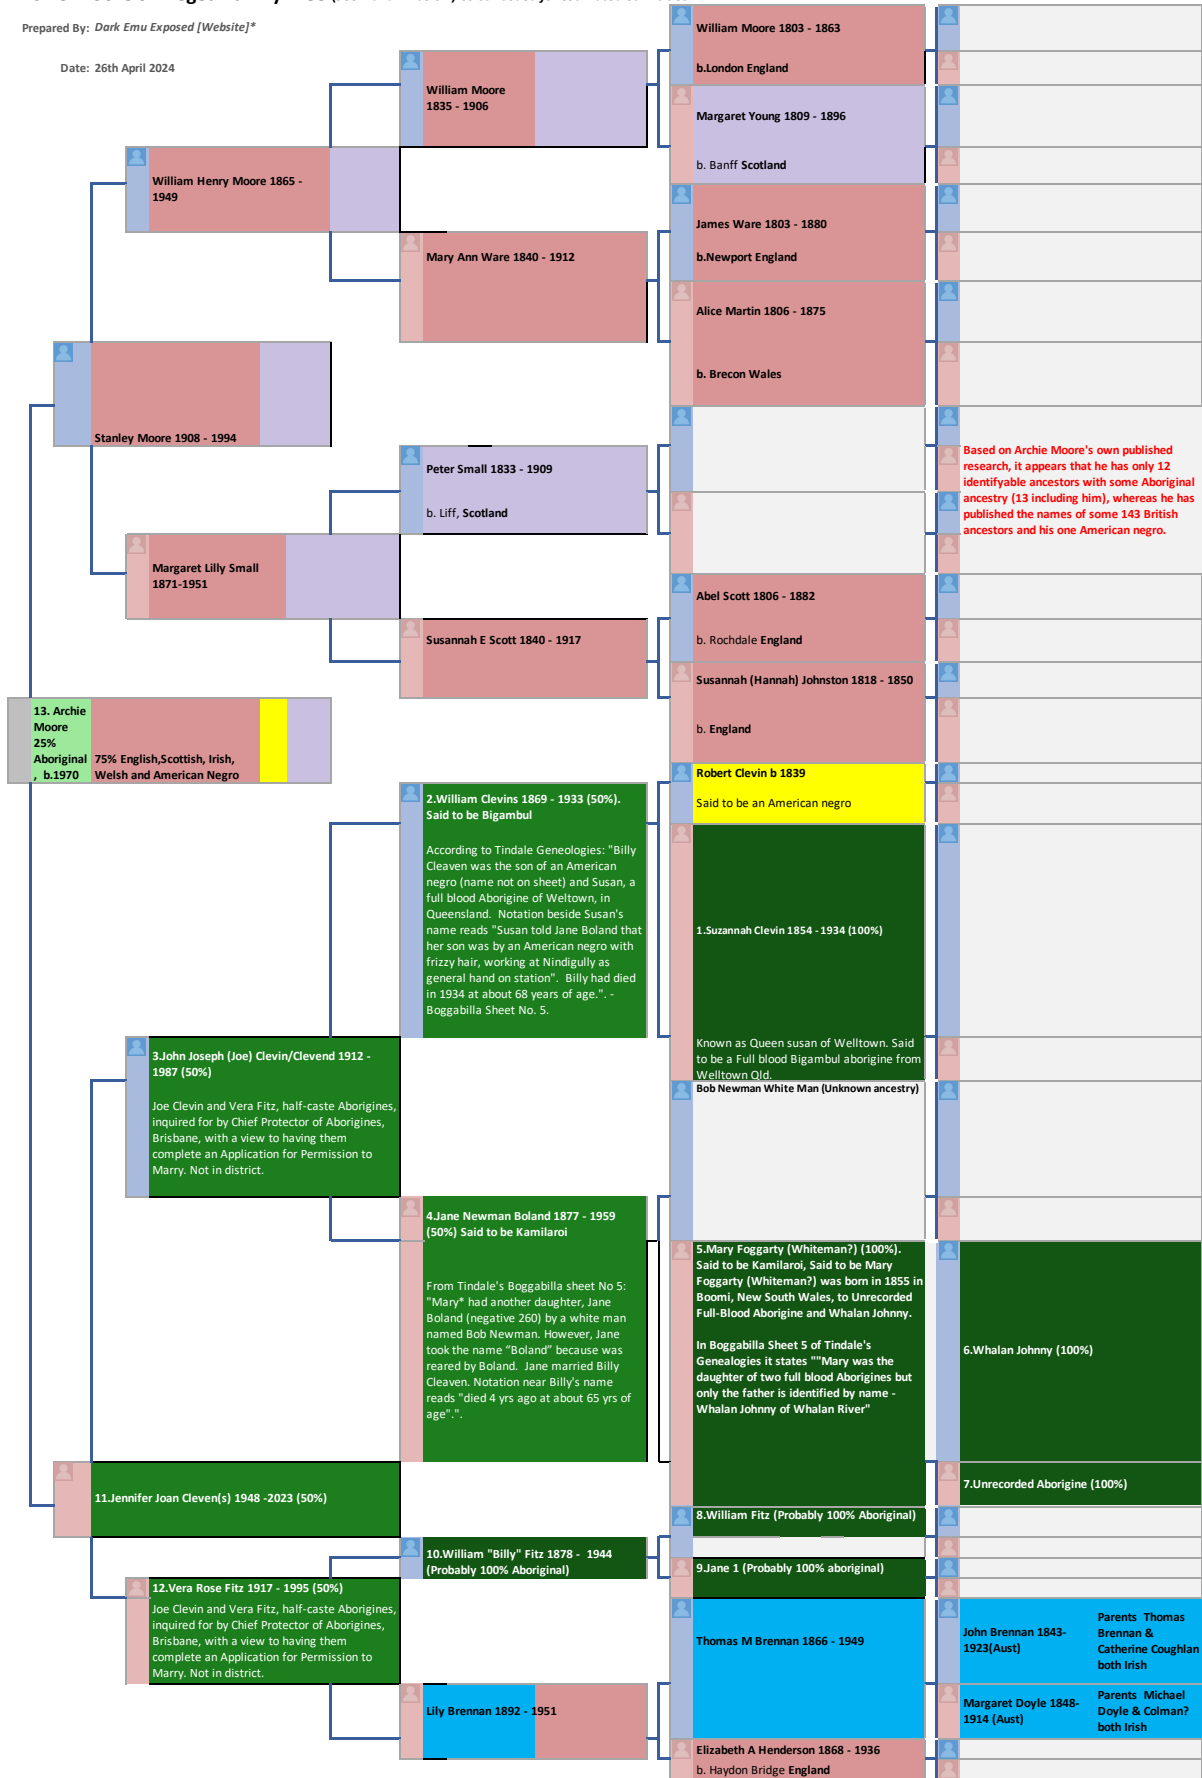 Prepared By: Dark Emu Exposed [Website]*
Date: 26th April 2024
William Moore 1803 - 1863
b.London England
William Moore
1835 - 1906
Margaret Young 1809 - 1896
b. Banff Scotland
William Henry Moore 1865 -
1949
James Ware 1803 - 1880
b.Newport England
Mary Ann Ware 1840 - 1912
Alice Martin 1806 - 1875
b. Brecon Wales
Stanley Moore 1908 - 1994
Based on Archie Moore's own published
research, it appears that he has only 12
identifyable ancestors with some Aboriginal
ancestry (13 including him), whereas he has
published the names of some 143 British
ancestors and his one American negro.
Peter Small 1833 - 1909
b. Liff, Scotland
Margaret Lilly Small
1871-1951
Abel Scott 1806 - 1882
b. Rochdale England
Susannah E Scott 1840 - 1917
Susannah (Hannah) Johnston 1818 - 1850
b. England
13. Archie
Moore
25%
Aboriginal
, b.1970
75% English,Scottish, Irish,
Welsh and American Negro
Robert Clevin b 1839
Said to be an American negro
2.William Clevins 1869 - 1933 (50%).
Said to be Bigambul
According to Tindale Geneologies: "Billy
Cleaven was the son of an American
negro (name not on sheet) and Susan, a
full blood Aborigine of Weltown, in
Queensland. Notation beside Susan's
name reads "Susan told Jane Boland that
her son was by an American negro with
frizzy hair, working at Nindigully as
general hand on station". Billy had died
in 1934 at about 68 years of age.". -
Boggabilla Sheet No. 5.
1.Suzannah Clevin 1854 - 1934 (100%)
Known as Queen susan of Welltown. Said
to be a Full blood Bigambul aborigine from
Welltown Qld.
3.John Joseph (Joe) Clevin/Clevend 1912 -
1987 (50%)
Joe Clevin and Vera Fitz, half-caste Aborigines,
inquired for by Chief Protector of Aborigines,
Brisbane, with a view to having them
complete an Application for Permission to
Marry. Not in district.
Bob Newman White Man (Unknown ancestry)
4.Jane Newman Boland 1877 - 1959
(50%) Said to be Kamilaroi
From Tindale's Boggabilla sheet No 5:
"Mary* had another daughter, Jane
Boland (negative 260) by a white man
named Bob Newman. However, Jane
took the name “Boland” because was
reared by Boland. Jane married Billy
Cleaven. Notation near Billy's name
reads "died 4 yrs ago at about 65 yrs of
age".".
5.Mary Foggarty (Whiteman?) (100%).
Said to be Kamilaroi, Said to be Mary
Foggarty (Whiteman?) was born in 1855 in
Boomi, New South Wales, to Unrecorded
Full-Blood Aborigine and Whalan Johnny.
In Boggabilla Sheet 5 of Tindale's
Genealogies it states ""Mary was the
daughter of two full blood Aborigines but
only the father is identified by name -
Whalan Johnny of Whalan River"
6.Whalan Johnny (100%)
7.Unrecorded Aborigine (100%)
11.Jennifer Joan Cleven(s) 1948 -2023 (50%)
8.William Fitz (Probably 100% Aboriginal)
10.William "Billy" Fitz 1878 - 1944
(Probably 100% Aboriginal)
9.Jane 1 (Probably 100% aboriginal)
12.Vera Rose Fitz 1917 - 1995 (50%)
Joe Clevin and Vera Fitz, half-caste Aborigines,
inquired for by Chief Protector of Aborigines,
Brisbane, with a view to having them
complete an Application for Permission to
Marry. Not in district.
Thomas M Brennan 1866 - 1949
John Brennan 1843-
1923(Aust)
Parents Thomas
Brennan &
Catherine Coughlan
both Irish
Lily Brennan 1892 - 1951
Margaret Doyle 1848-
1914 (Aust)
Parents Michael
Doyle & Colman?
both Irish
Elizabeth A Henderson 1868 - 1936
b. Haydon Bridge England